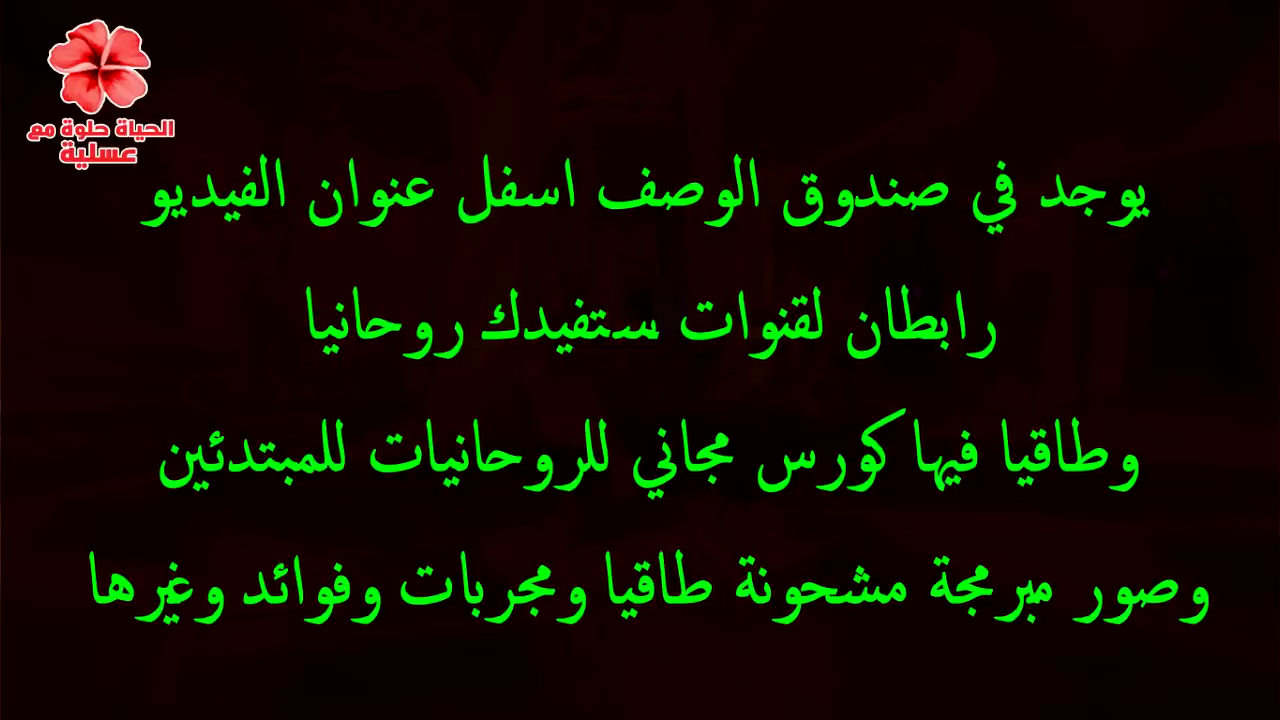 الحياة حلوة مع
عسلية
يوجد في صندوق الوصف اسفل عنوان الفيديو
رابطان لقنوات ستفيدك روحانيا
وطاقيا فيها كورس مجاني للروحانيات للمبتدئين
وصور مبرمجة مشحونة طاقيا ومجربات وفوائد وغيرها